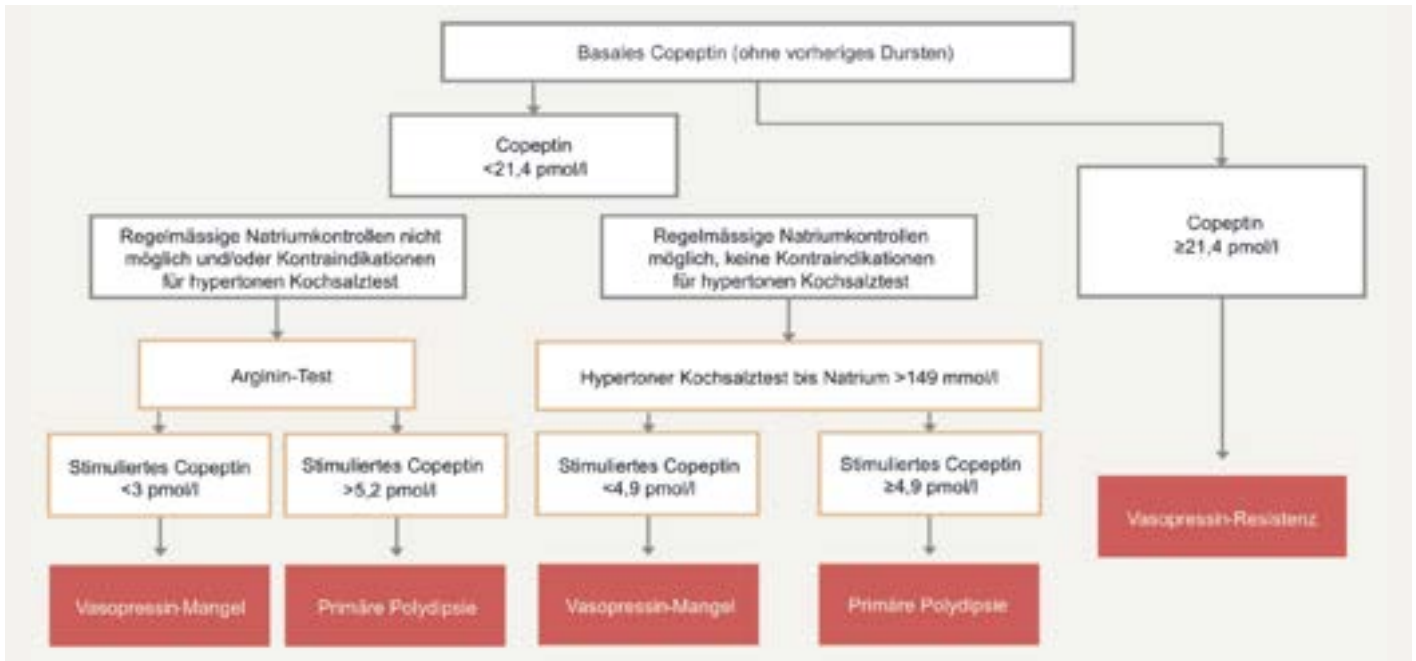 Basales Copeptin (ohne vorheriges Dursten)
Copeptin
<21,4 pmol/l
Copeptin
≥21,4 pmol/l
Regelmässige Natriumkontrollen nicht
möglich und/oder Kontraindikationen
für hypertonen Kochsalztest
Regelmässige Natriumkontrollen
möglich, keine Kontraindikationen
für hypertonen Kochsalztest
Arginin-Test
Hypertoner Kochsalztest bis Natrium >149 mmol/l
Stimuliertes Copeptin
<3 pmol/l
Stimuliertes Copeptin
>5,2 pmol/l
Stimuliertes Copeptin
<4,9 pmol/l
Stimuliertes Copeptin
≥4,9 pmol/l
Vasopressin-Resistenz
Vasopressin-Mangel
Primäre Polydipsie
Vasopressin-Mangel
Primäre Polydipsie